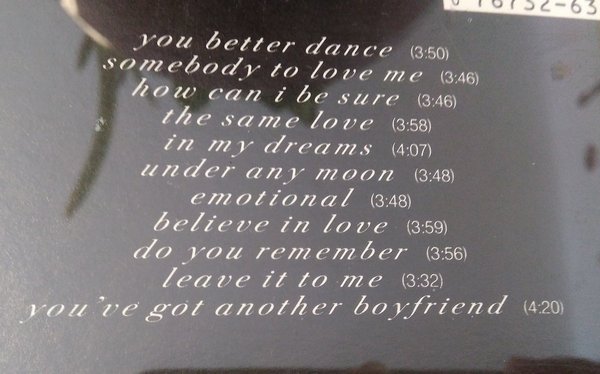 0 76732-63
you better dance (3:50)
somebody to love me (3:46)
how can i be sure (3:46)
the same love (3:58)
in my dreams (4:07)
under any moon (3:48)
emotional (3:48)
believe in love (3:59)
do you remember (3:56)
leave it to me (3:32)
you've got another boyfriend (4:20)